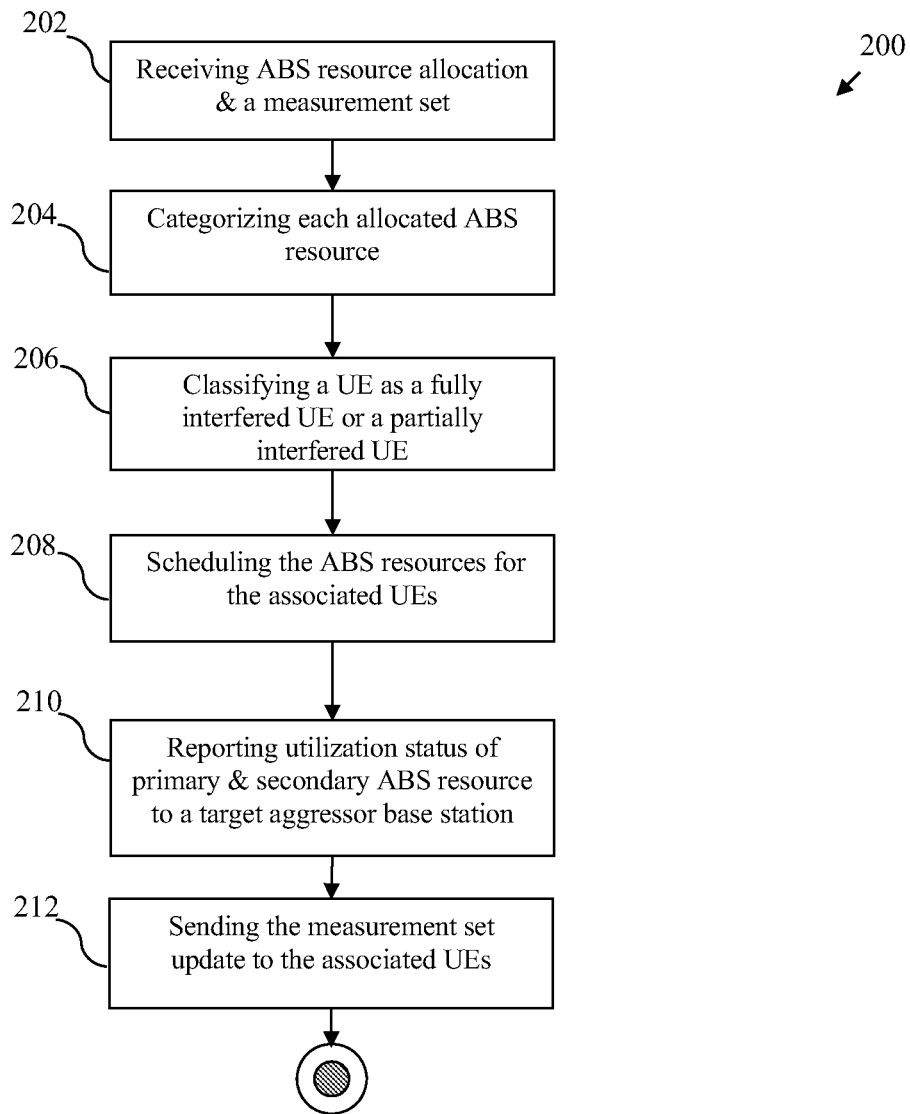 202
200
Receiving ABS resource allocation
& a measurement set
204
Categorizing each allocated ABS
resource
206
Classifying a UE as a fully
interfered UE or a partially
interfered UE
208
Scheduling the ABS resources for
the associated UEs
210
Reporting utilization status of
primary & secondary ABS resource
to a target aggressor base station
212
Sending the measurement set
update to the associated UEs